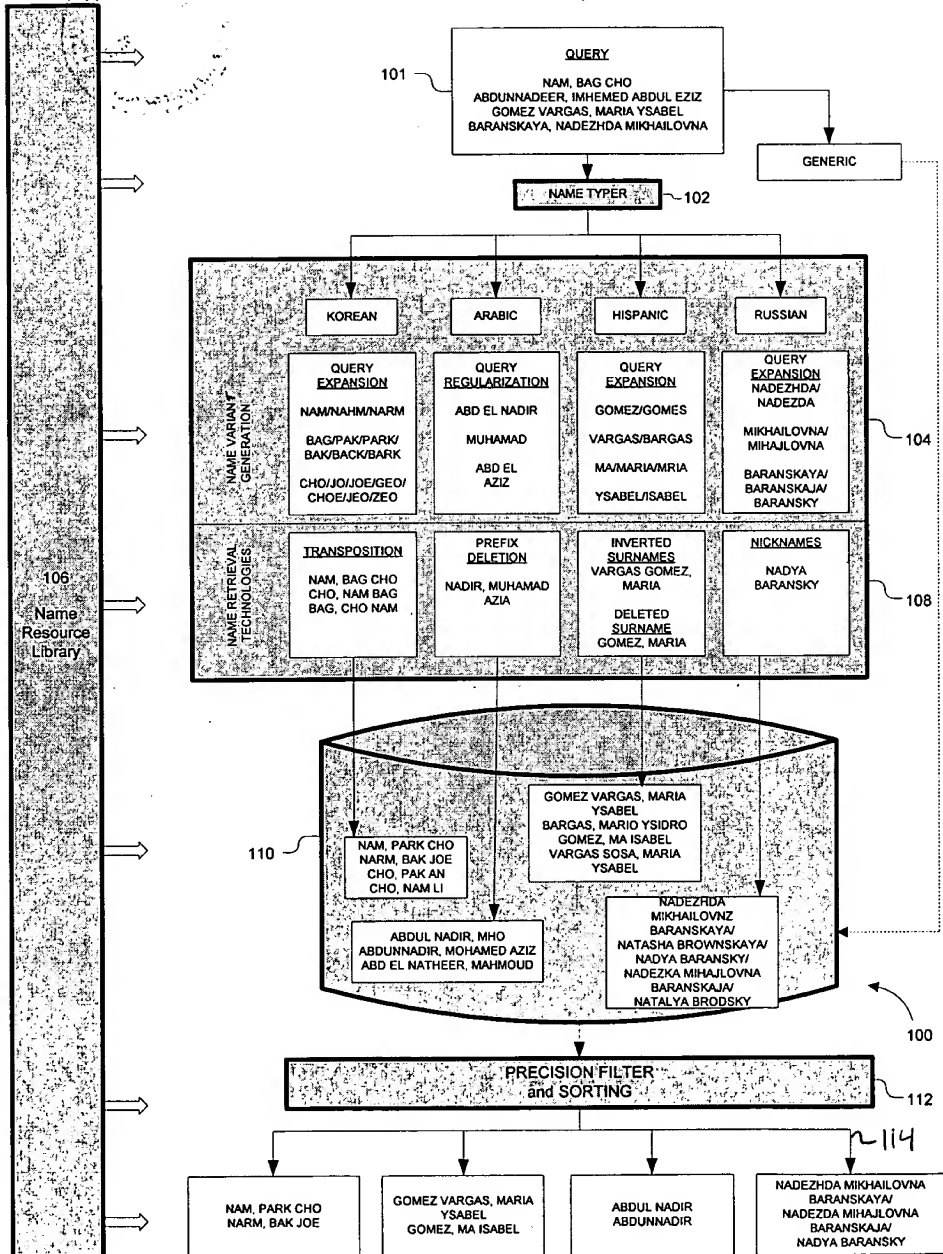 QUERY
NAM, BAG CHO
ABDUNNADEER, IMHEMED ABDUL EZIZ
GOMEZ VARGAS, MARIA YSABEL
BARANSKAYA, NADEZHDA MIKHAILOVNA
101
GENERIC
NAME TYPER
102
KOREAN
ARABIC
HISPANIC
RUSSIAN
NAME VARIANT
GENERATION
QUERY
EXPANSION
NAM/NAHM/NARM
BAG/PAK/PARK/
BAK/BACK/BARK
CHO/JO/JOE/GEO/
CHOE/JEO/ZEO
QUERY
REGULARIZATION
ABD EL NADIR
MUHAMAD
ABD EL
AZIZ
QUERY
EXPANSION
GOMEZ/GOMES
VARGAS/BARGAS
MA/MARIA/MRIA
YSABEL/ISABEL
QUERY
EXPANSION
NADEZHDA/
NADEZDA
MIKHAILOVNA/
MIHAJLOVNA
BARANSKAYA/
BARANSKAJA/
BARANSKY
104
106
Name
Resource
Library
NAME RETRIEVAL
TECHNOLOGIES
TRANSPOSITION
NAM, BAG CHO
CHO, NAM BAG
BAG, CHO NAM
PREFIX
DELETION
NADIR, MUHAMAD
AZIA
INVERTED
SURNAMES
VARGAS GOMEZ,
MARIA
DELETED
SURNAME
GOMEZ, MARIA
NICKNAMES
NADYA
BARANSKY
108
110
NAM, PARK CHO
NARM, BAK JOE
CHO, PAK AN
CHO, NAM LI
GOMEZ VARGAS, MARIA
YSABEL
BARGAS, MARIO YSIDRO
GOMEZ, MA ISABEL
VARGAS SOSA, MARIA
YSABEL
ABDUL NADIR, MHO
ABDUNNADIR, MOHAMED AZIZ
ABD EL NATHEER, MAHMOUD
NADEZHDA
MIKHAILOVNZ
BARANSKAYA/
NATASHA BROWNSKAYA/
NADYA BARANSKY/
NADEZKA MIHAJLOVNA
BARANSKAJA/
NATALYA BRODSKY
100
PRECISION FILTER
and SORTING
112
114
NAM, PARK CHO
NARM, BAK JOE
GOMEZ VARGAS, MARIA
YSABEL
GOMEZ, MA ISABEL
ABDUL NADIR
ABDUNNADIR
NADEZHDA MIKHAILOVNA
BARANSKAYA/
NADEZDA MIHAJLOVNA
BARANSKAJA/
NADYA BARANSKY